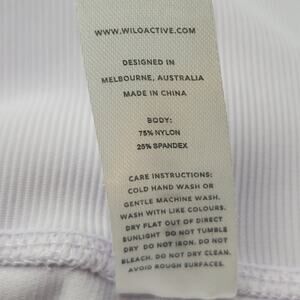 WWW.WILOACTIVE.COM
DESIGNED IN
MELBOURNE, AUSTRALIA
MADE IN CHINA
BODY:
75% NYLON
25% SPANDEX
CARE INSTRUCTIONS:
COLD HAND WASH OR
GENTLE MACHINE WASH.
WASH WITH LIKE COLOURS.
DRY FLAT OUT OF DIRECT
SUNLIGHT DO NOT TUMBLE
DRY. DO NOT IRON. DO NOT
BLEACH. DO NOT DRY CLEAN.
AVOID ROUGH SURFACES.